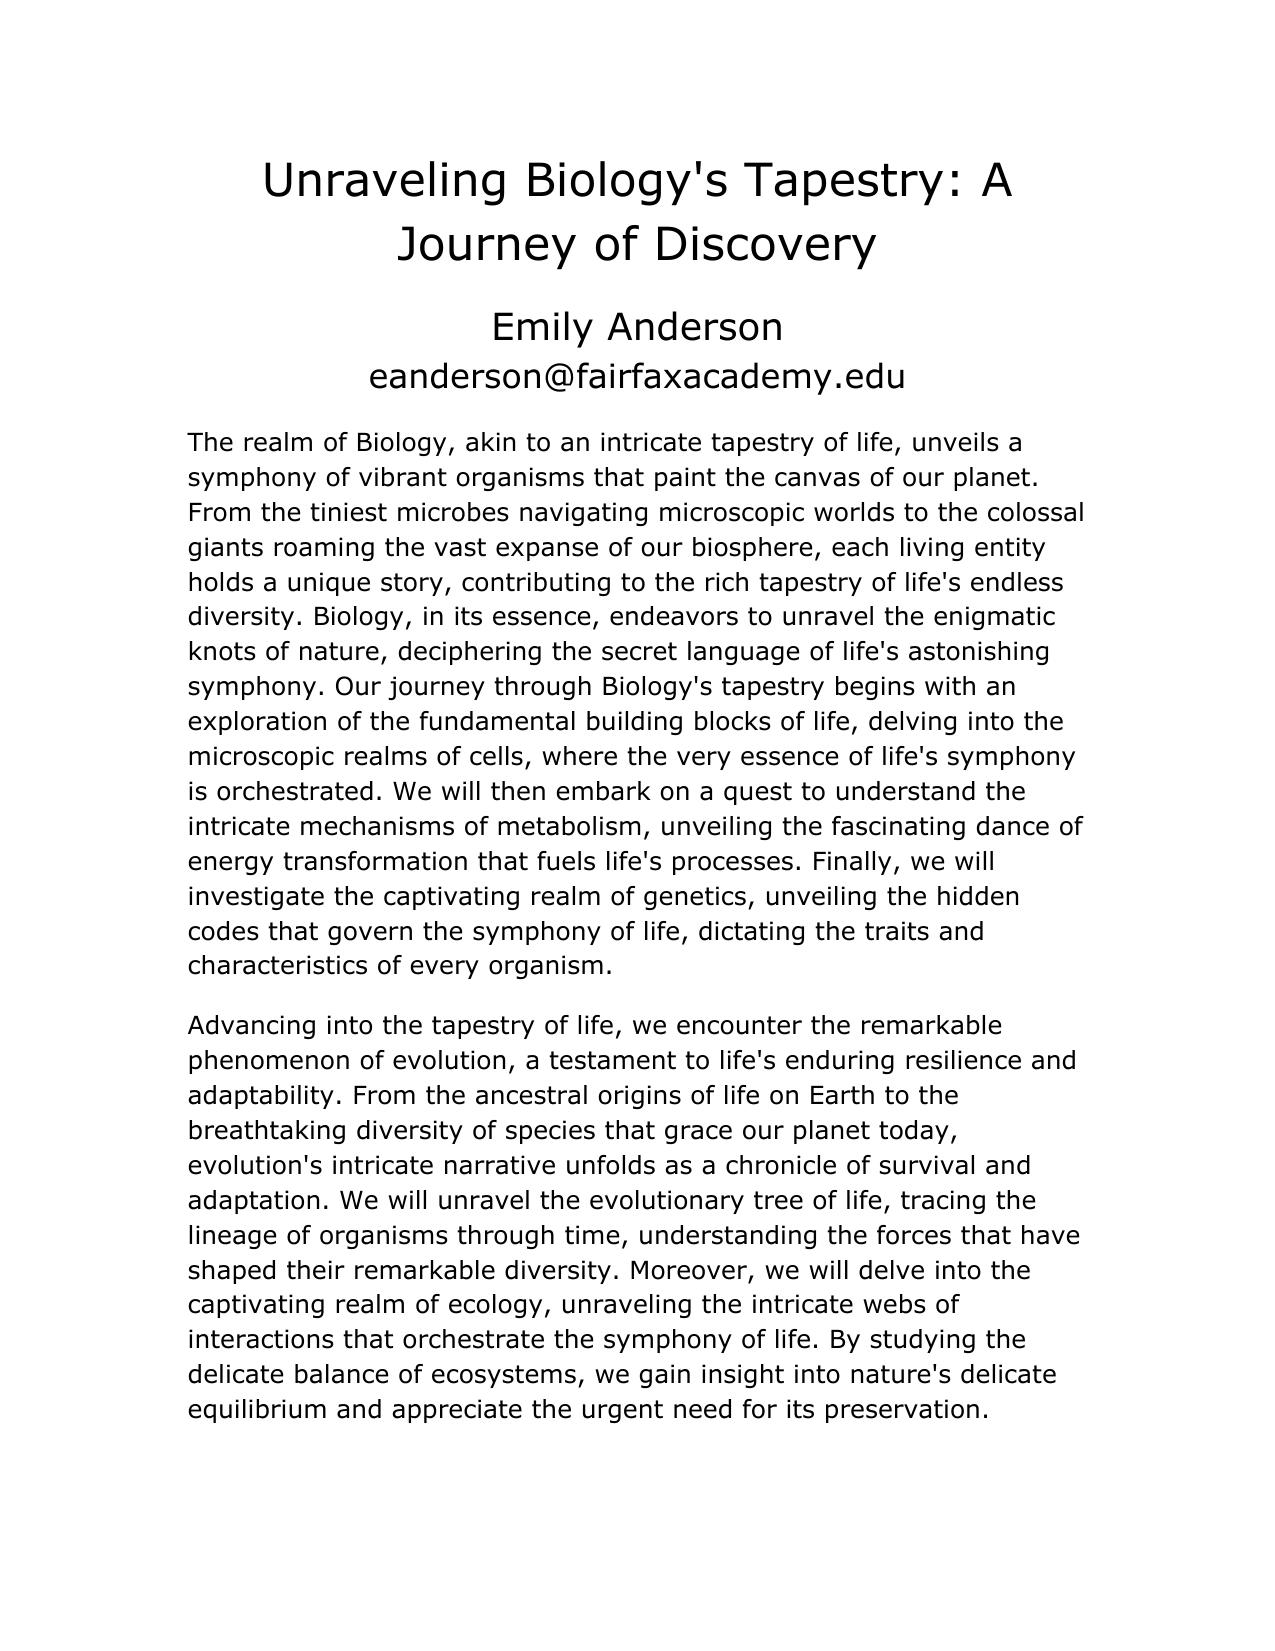 Unraveling Biology's Tapestry: A
Journey of Discovery
Emily Anderson
eanderson@fairfaxacademy.edu
The realm of Biology, akin to an intricate tapestry of life, unveils a
symphony of vibrant organisms that paint the canvas of our planet.
From the tiniest microbes navigating microscopic worlds to the colossal
giants roaming the vast expanse of our biosphere, each living entity
holds a unique story, contributing to the rich tapestry of life's endless
diversity. Biology, in its essence, endeavors to unravel the enigmatic
knots of nature, deciphering the secret language of life's astonishing
symphony. Our journey through Biology's tapestry begins with an
exploration of the fundamental building blocks of life, delving into the
microscopic realms of cells, where the very essence of life's symphony
is orchestrated. We will then embark on a quest to understand the
intricate mechanisms of metabolism, unveiling the fascinating dance of
energy transformation that fuels life's processes. Finally, we will
investigate the captivating realm of genetics, unveiling the hidden
codes that govern the symphony of life, dictating the traits and
characteristics of every organism.
Advancing into the tapestry of life, we encounter the remarkable
phenomenon of evolution, a testament to life's enduring resilience and
adaptability. From the ancestral origins of life on Earth to the
breathtaking diversity of species that grace our planet today,
evolution's intricate narrative unfolds as a chronicle of survival and
adaptation. We will unravel the evolutionary tree of life, tracing the
lineage of organisms through time, understanding the forces that have
shaped their remarkable diversity. Moreover, we will delve into the
captivating realm of ecology, unraveling the intricate webs of
interactions that orchestrate the symphony of life. By studying the
delicate balance of ecosystems, we gain insight into nature's delicate
equilibrium and appreciate the urgent need for its preservation.